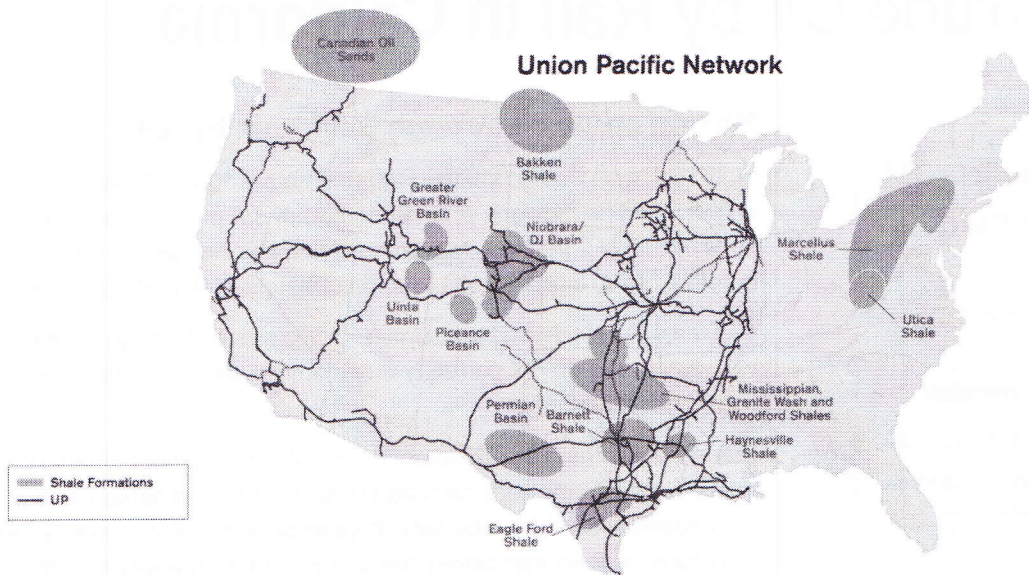 Canadian Oil
Sands
Union Pacific Network
Bakken
Shale
Greater
Green River
Basin
Niobrara/
DJ Basin
Marcellus
Shale
Uinta
Basin
Piceance
Basin
Utica
Shale
Mississippian,
Granite Wash and
Woodford Shales
Permian
Basin
Barnett
Shale
Haynesville
Shale
Shale Formations
UP
Eagle Ford
Shale